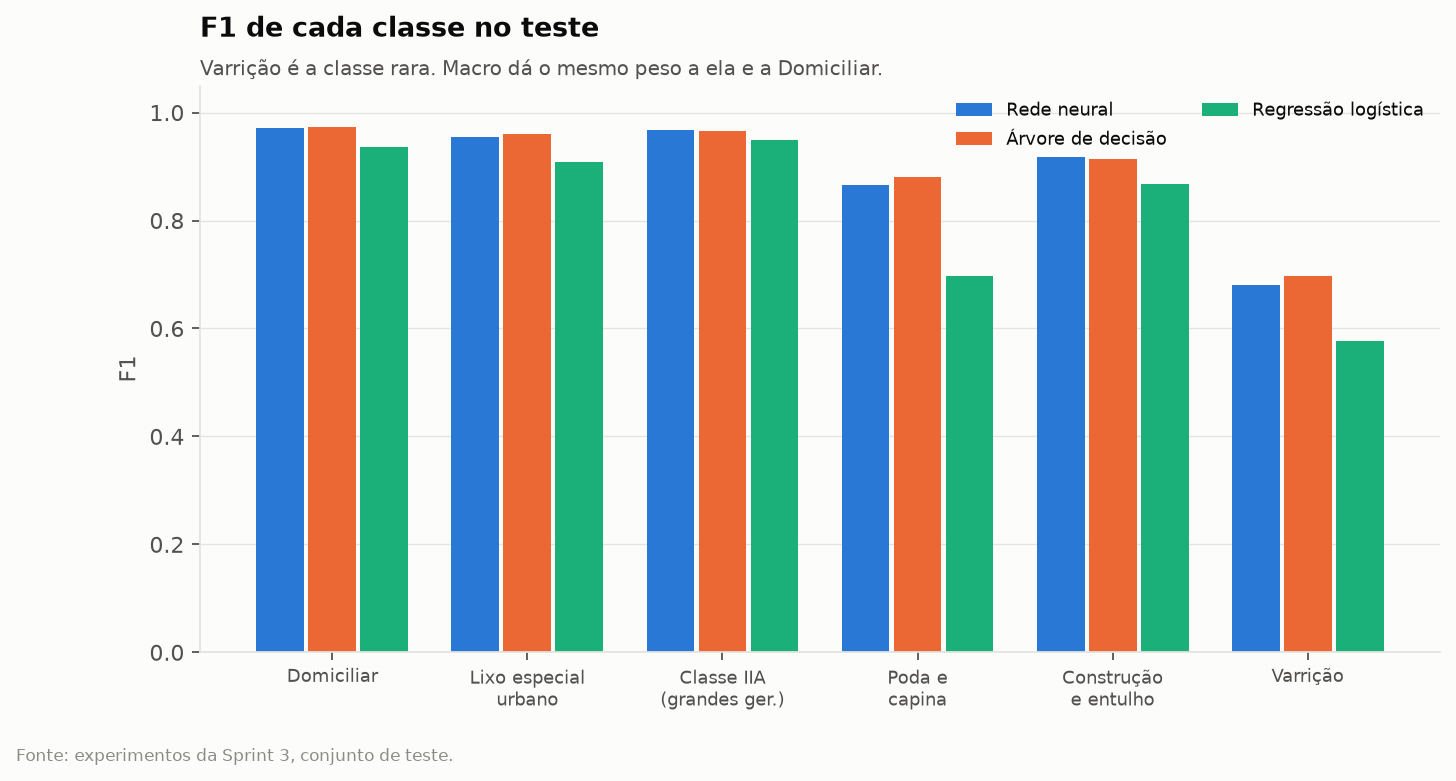 F1 de cada classe no teste
Varrição é a classe rara. Macro dá o mesmo peso a ela e a Domiciliar.
Rede neural
Árvore de decisão
Regressão logística
F1
1.0
0.8
0.6
0.4
0.2
0.0
Domiciliar
Lixo especial
urbano
Classe IIA
(grandes ger.)
Poda e
capina
Construção
e entulho
Varrição
Fonte: experimentos da Sprint 3, conjunto de teste.